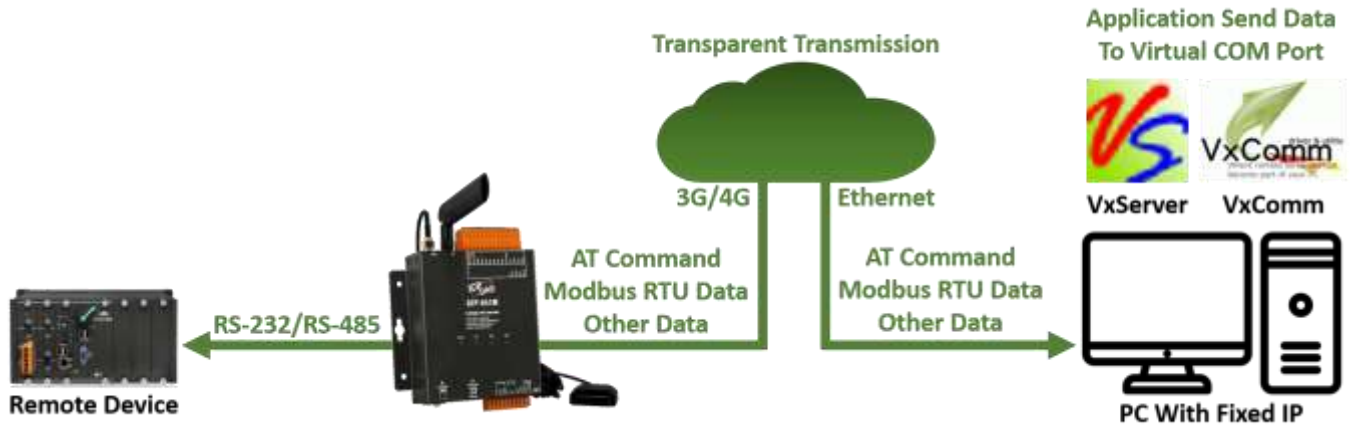 Application Send Data
To Virtual COM Port
Transparent Transmission
VxComm
3G/4G
Ethernet
VxServer
VxComm
AT Command
Modbus RTU Data
Other Data
AT Command
Modbus RTU Data
Other Data
RS-232/RS-485
Remote Device
PC With Fixed IP